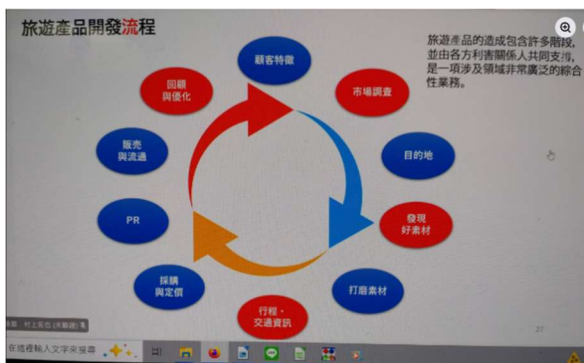 旅遊產品開發流程
旅遊產品的造成包含許多階段,
並由各方利害關係人共同支撐,
是一項涉及領域非常廣泛的綜合
性業務。
顧客特徵
市場調查
目的地
發現
好素材
打磨素材
行程・
交通資訊
採購
與定價
PR
販売
與流通
回顧
與優化
27
在這裡輸入文字來搜尋